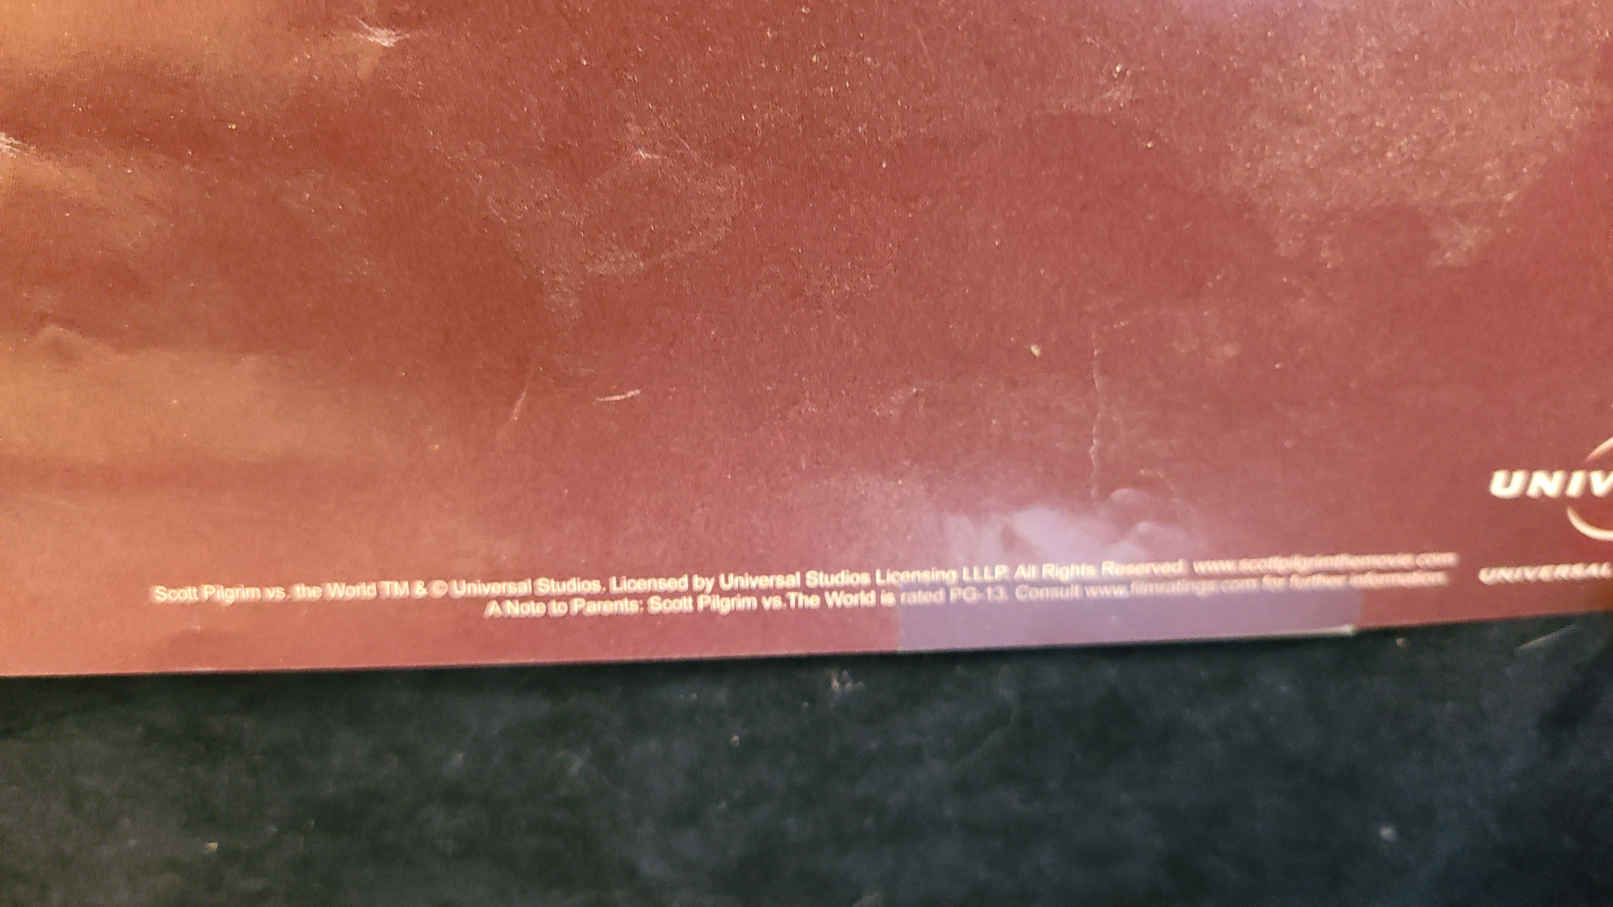 Scott Pilgrim vs. the World TM & © Universal Studios. Licensed by Universal Studios Licensing LLLP. All Rights Reserved. www.scottpilgrimthemovie.com
A Note to Parents: Scott Pilgrim vs.The World is rated PG-13. Consult www.filmratings.com for further information.
UNIV
UNIVERSAL